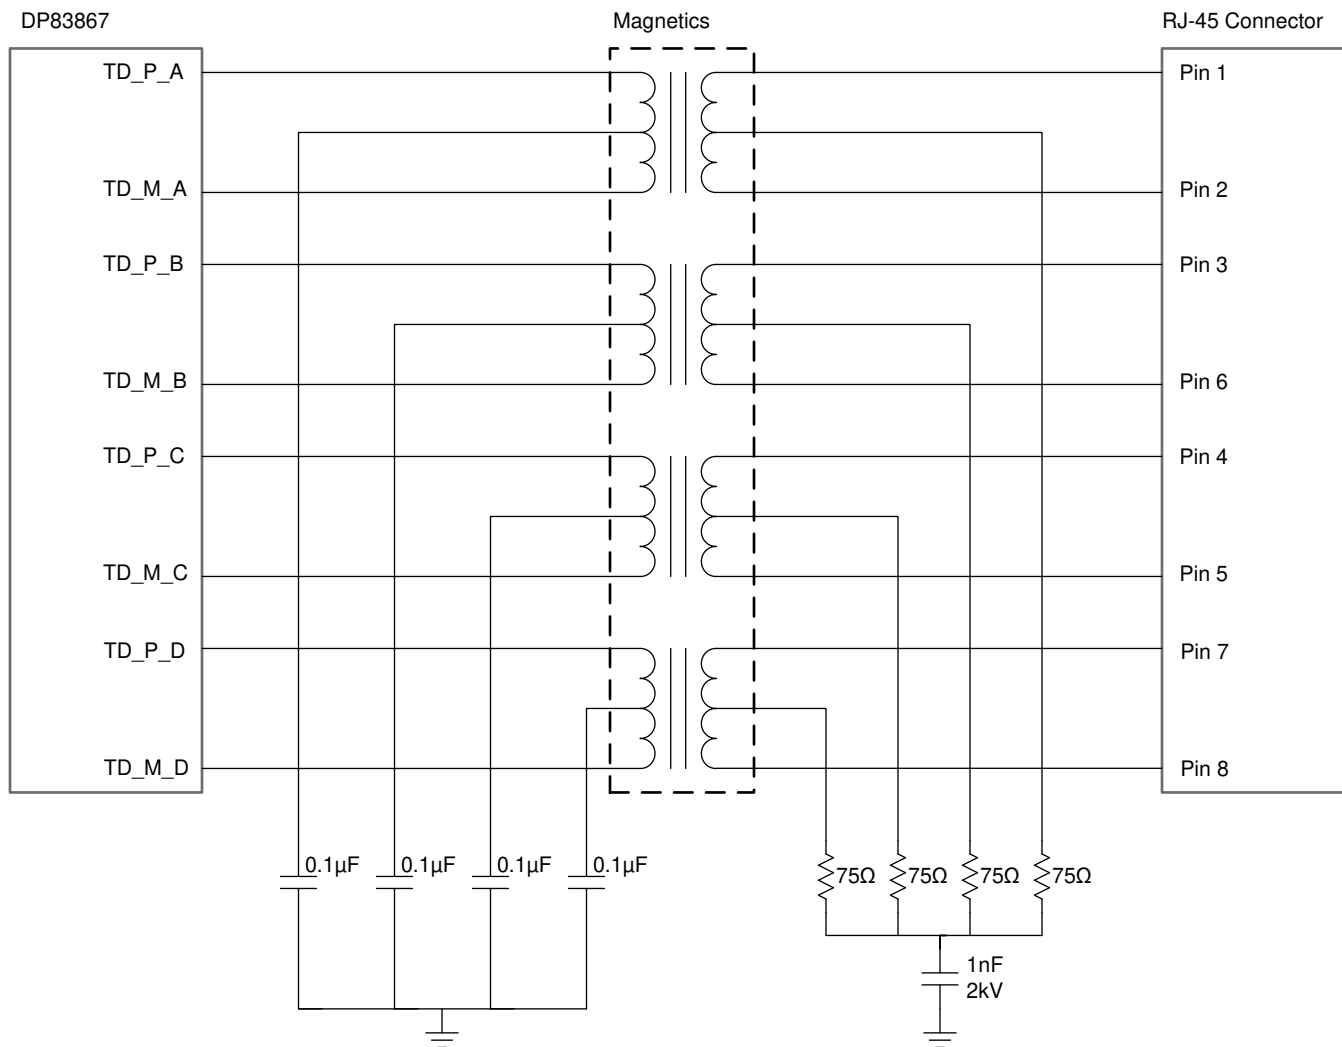 DP83867
Magnetics
RJ-45 Connector
TD_P_A
Pin 1
TD_M_A
Pin 2
TD_P_B
Pin 3
TD_M_B
Pin 6
TD_P_C
Pin 4
TD_M_C
Pin 5
TD_P_D
Pin 7
TD_M_D
Pin 8
0.1µF
0.1µF
0.1µF
0.1µF
75Ω
75Ω
75Ω
75Ω
1nF
2kV